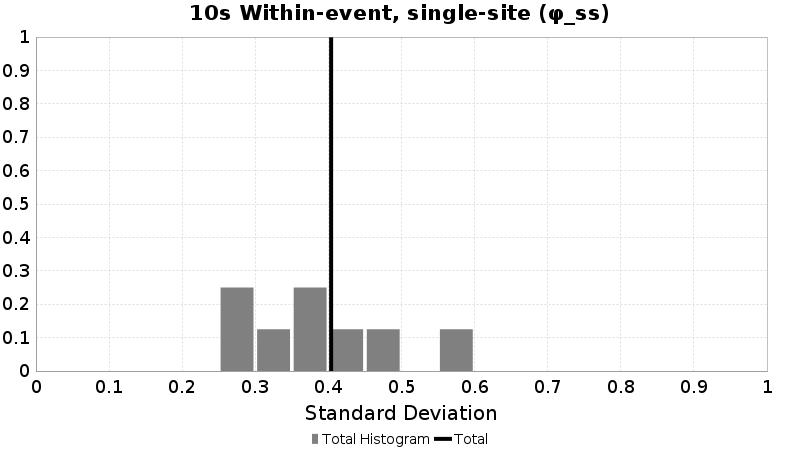 10s Within-event, single-site (φ_ss)
1
0.9
0.8
0.7
0.6
0.5
0.4
0.3
0.2
0.1
0
0 0.1 0.2 0.3 0.4 0.5 0.6 0.7 0.8 0.9 1
Standard Deviation
Total Histogram Total